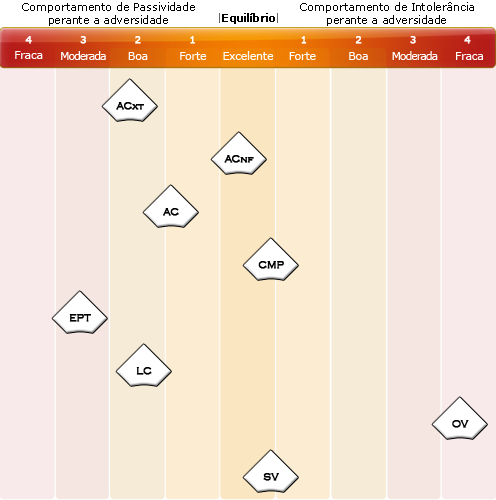 Comportamento de Passividade
perante a adversidade
|Equilíbrio|
Comportamento de Intolerância
perante a adversidade
4 3 2 1 1 2 3 4
Fraca Moderada Boa Forte Excelente Forte Boa Moderada Fraca
ACXT
ACNF
AC
CMP
EPT
LC
OV
SV